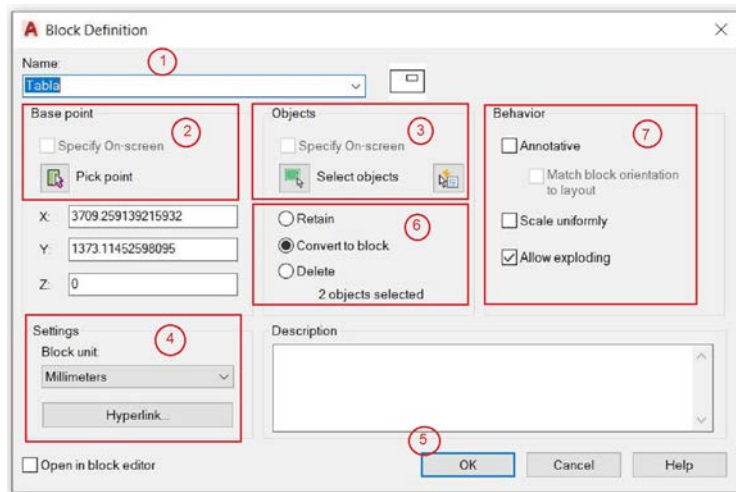 A Block Definition
Name:
1
Tabla
Base point
2
Specify On-screen
Pick point
X: 3709.259139215932
Y: 1373.11452598095
Z: 0
Objects
3
Specify On-screen
Select objects
Retain
6
Convert to block
Delete
2 objects selected
Behavior
7
Annotative
Match block orientation
to layout
Scale uniformly
Allow exploding
Settings
4
Block unit:
Millimeters
Hyperlink...
Description
Open in block editor
5
OK
Cancel
Help